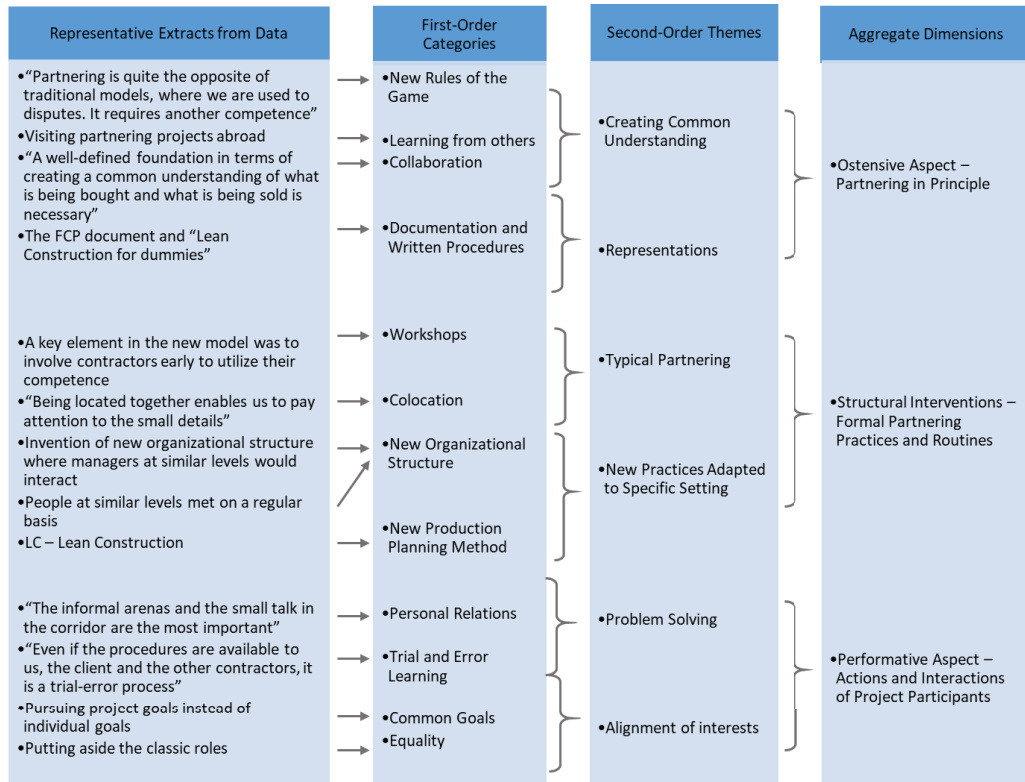 Representative Extracts from Data
First-Order
Categories
Second-Order Themes
Aggregate Dimensions
•“Partnering is quite the opposite of
traditional models, where we are used to
disputes. It requires another competence”
•Visiting partnering projects abroad
•“A well-defined foundation in terms of
creating a common understanding of what
is being bought and what is being sold is
necessary”
•The FCP document and “Lean
Construction for dummies”
•A key element in the new model was to
involve contractors early to utilize their
competence
•“Being located together enables us to pay
attention to the small details”
•Invention of new organizational structure
where managers at similar levels would
interact
•People at similar levels met on a regular
basis
•LC – Lean Construction
•“The informal arenas and the small talk in
the corridor are the most important”
•“Even if the procedures are available to
us, the client and the other contractors, it
is a trial-error process”
•Pursuing project goals instead of
individual goals
•Putting aside the classic roles
•New Rules of the
Game
•Learning from others
•Collaboration
•Documentation and
Written Procedures
•Workshops
•Colocation
•New Organizational
Structure
•New Production
Planning Method
•Personal Relations
•Trial and Error
Learning
•Common Goals
•Equality
•Creating Common
Understanding
•Representations
•Typical Partnering
•New Practices Adapted
to Specific Setting
•Problem Solving
•Alignment of interests
•Ostensive Aspect –
Partnering in Principle
•Structural Interventions –
Formal Partnering
Practices and Routines
•Performative Aspect –
Actions and Interactions
of Project Participants